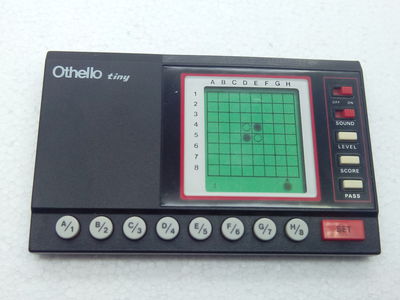 Othello tiny
A B C D E F G H
1
2
3
4
5
6
7
8
OFF ON
SOUND
LEVEL
SCORE
PASS
A/1 B/2 C/3 D/4 E/5 F/6 G/7 H/8 SET